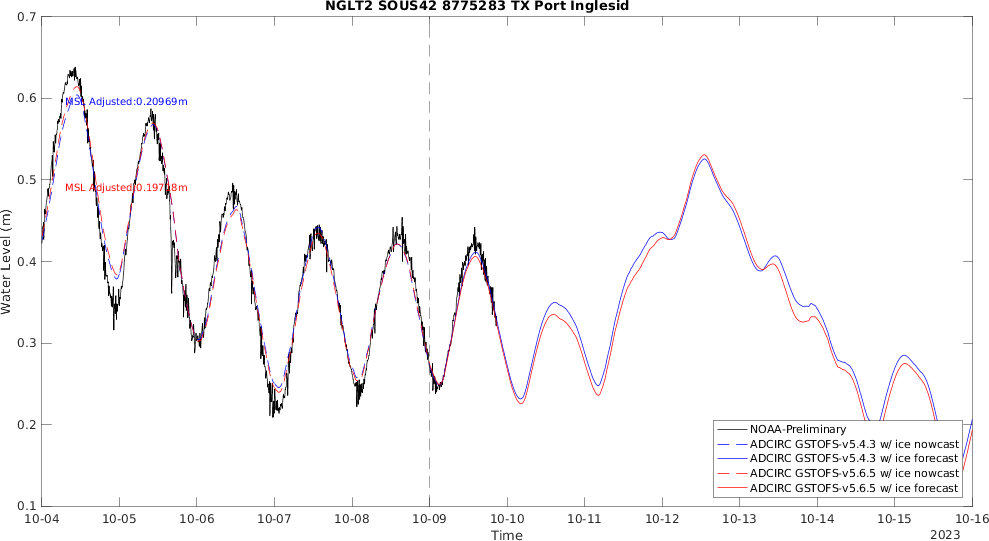 NGLT2 SOUS42 8775283 TX Port Inglesid
0.7
0.6
0.5
0.4
0.3
0.2
0.1
Water Level (m)
MSL Adjusted:0.20969m
10-04
10-05
10-06
10-07
10-08
10-09
10-10
10-11
10-12
10-13
10-14
10-15
10-16
Time
2023
MSL Adjusted:
NOAA-Preliminary
ADCIRC GSTOFS-v5.4.3 w/ ice nowcast
ADCIRC GSTOFS-v5.4.3 w/ ice forecast
ADCIRC GSTOFS-v5.6.5 w/ ice nowcast
ADCIRC GSTOFS-v5.6.5 w/ ice forecast